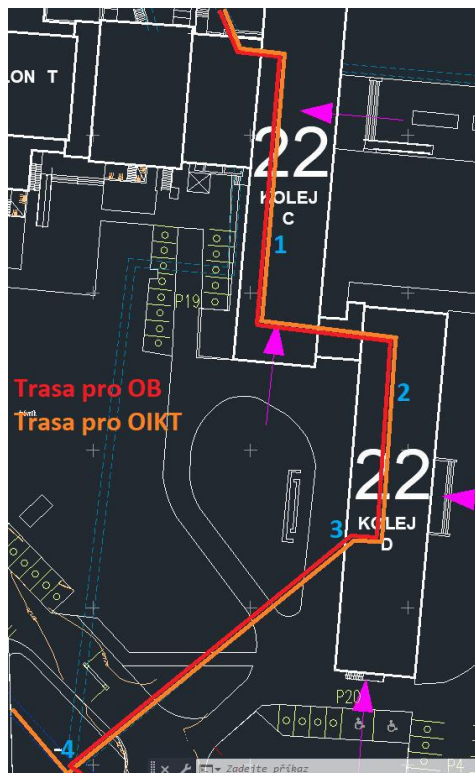 LON T
22
KOLEJ
C
1
P19
2
Trasa pro OB
Trasa pro OIKT
22
3
KOLEJ
D
P20
4
P4
Zadejte příkaz